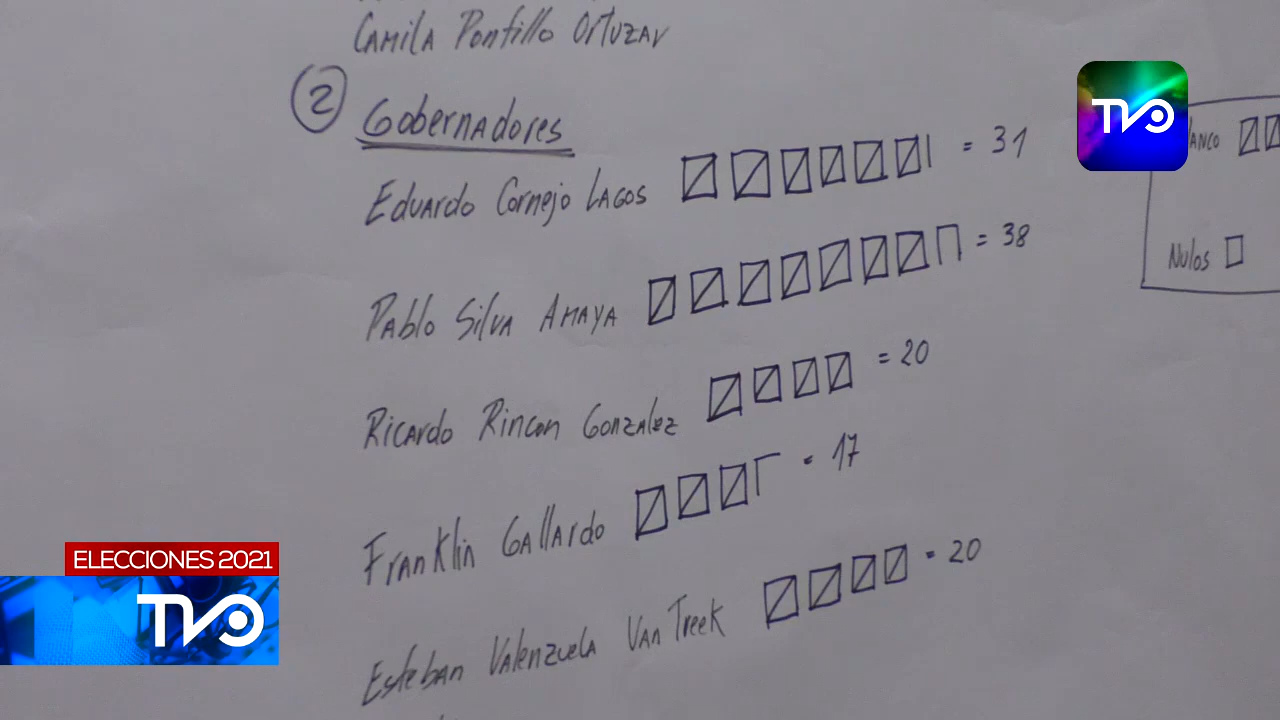 CAMILA Pontillo Ortuzar
2 Gobernadores
Eduardo Cornejo Lagos = 31
Pablo Silva Amaya = 38
Ricardo Rincon Gonzalez = 20
Franklin Gallardo = 17
Esteban Valenzuela Van Treek = 20
TVO
Nulos
ELECCIONES 2021
TVO